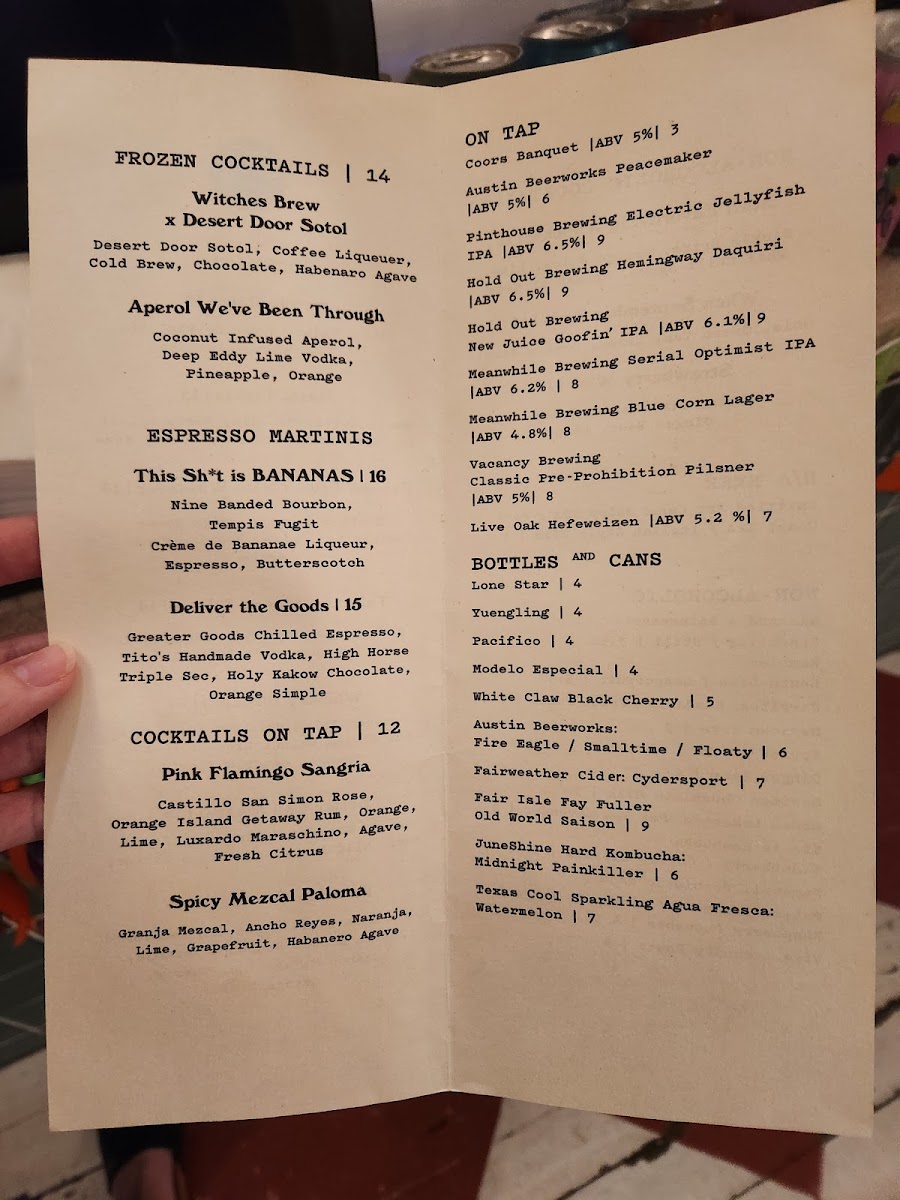 FROZEN COCKTAILS | 14
Witches Brew
x Desert Door Sotol
Desert Door Sotol, Coffee Liqueuer,
Cold Brew, Chocolate, Habenaro Agave
Aperol We've Been Through
Coconut Infused Aperol,
Deep Eddy Lime Vodka,
Pineapple, Orange
ESPRESSO MARTINIS
This Sh*t is BANANAS | 16
Nine Banded Bourbon,
Tempis Fugit
Crème de Bananae Liqueur,
Espresso, Butterscotch
Deliver the Goods | 15
Greater Goods Chilled Espresso,
Tito's Handmade Vodka, High Horse
Triple Sec, Holy Kakow Chocolate,
Orange Simple
COCKTAILS ON TAP | 12
Pink Flamingo Sangria
Castillo San Simon Rose,
Orange Island Getaway Rum, Orange,
Lime, Luxardo Maraschino, Agave,
Fresh Citrus
Spicy Mezcal Paloma
Granja Mezcal, Ancho Reyes, Naranja,
Lime, Grapefruit, Habanero Agave
ON TAP
Coors Banquet |ABV 5%| 3
Austin Beerworks Peacemaker
|ABV 5%| 6
Pinthouse Brewing Electric Jellyfish
IPA |ABV 6.5%| 9
Hold Out Brewing Hemingway Daquiri
|ABV 6.5%| 9
Hold Out Brewing
New Juice Goofin' IPA |ABV 6.1%| 9
Meanwhile Brewing Serial Optimist IPA
|ABV 6.2% | 8
Meanwhile Brewing Blue Corn Lager
|ABV 4.8%| 8
Vacancy Brewing
Classic Pre-Prohibition Pilsner
|ABV 5%| 8
Live Oak Hefeweizen |ABV 5.2 %| 7
BOTTLES AND CANS
Lone Star | 4
Yuengling | 4
Pacifico | 4
Modelo Especial | 4
White Claw Black Cherry | 5
Austin Beerworks:
Fire Eagle / Smalltime / Floaty | 6
Fairweather Cider: Cydersport | 7
Fair Isle Fay Fuller
Old World Saison | 9
JuneShine Hard Kombucha:
Midnight Painkiller | 6
Texas Cool Sparkling Agua Fresca:
Watermelon | 7